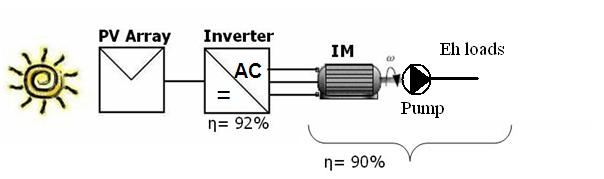 PV Array
Inverter
AC
=
η= 92%
IM
ω
Eh loads
Pump
η= 90%